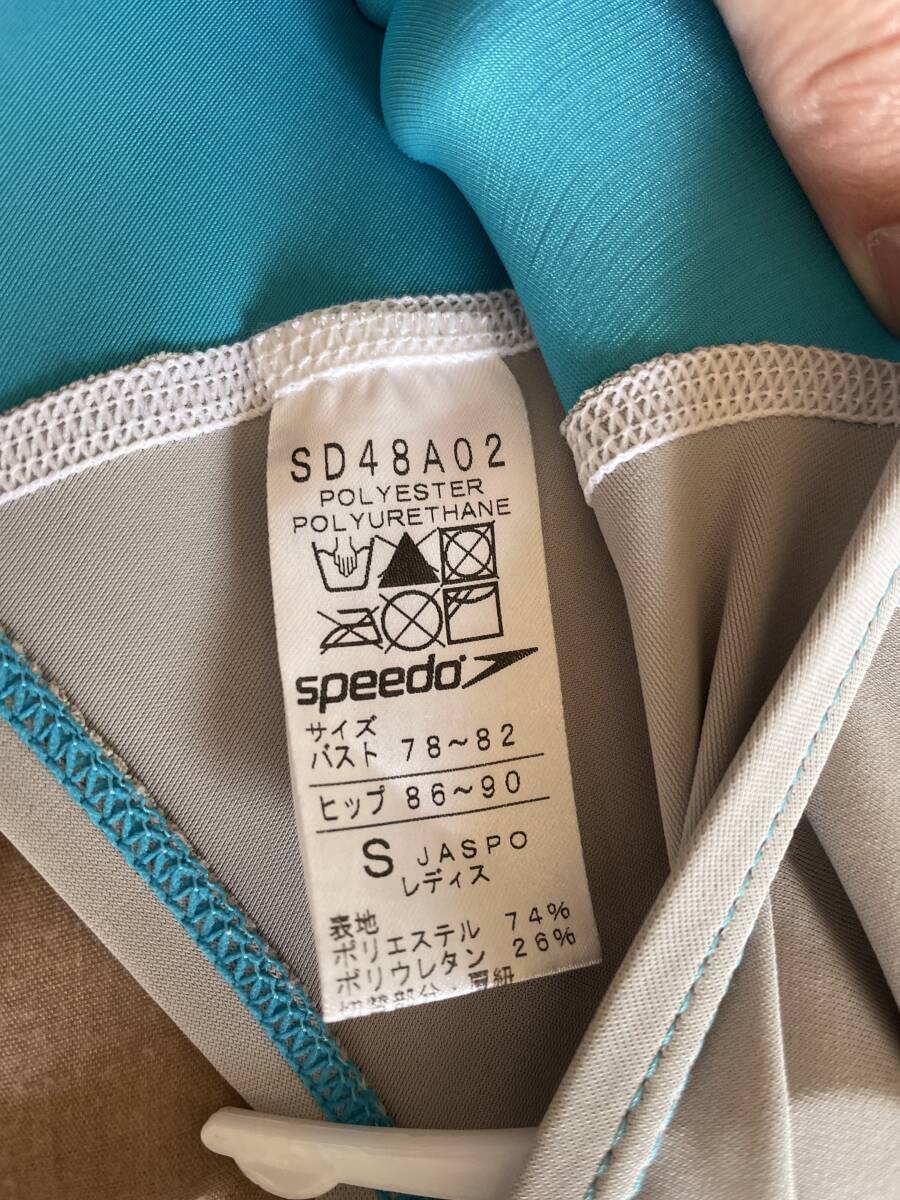 SD48A02
POLYESTER
POLYURETHANE
speedo
サイズ
バスト 78～82
ヒップ 86～90
S JASPO
レディス
表地
ポリエステル 74%
ポリウレタン 26%